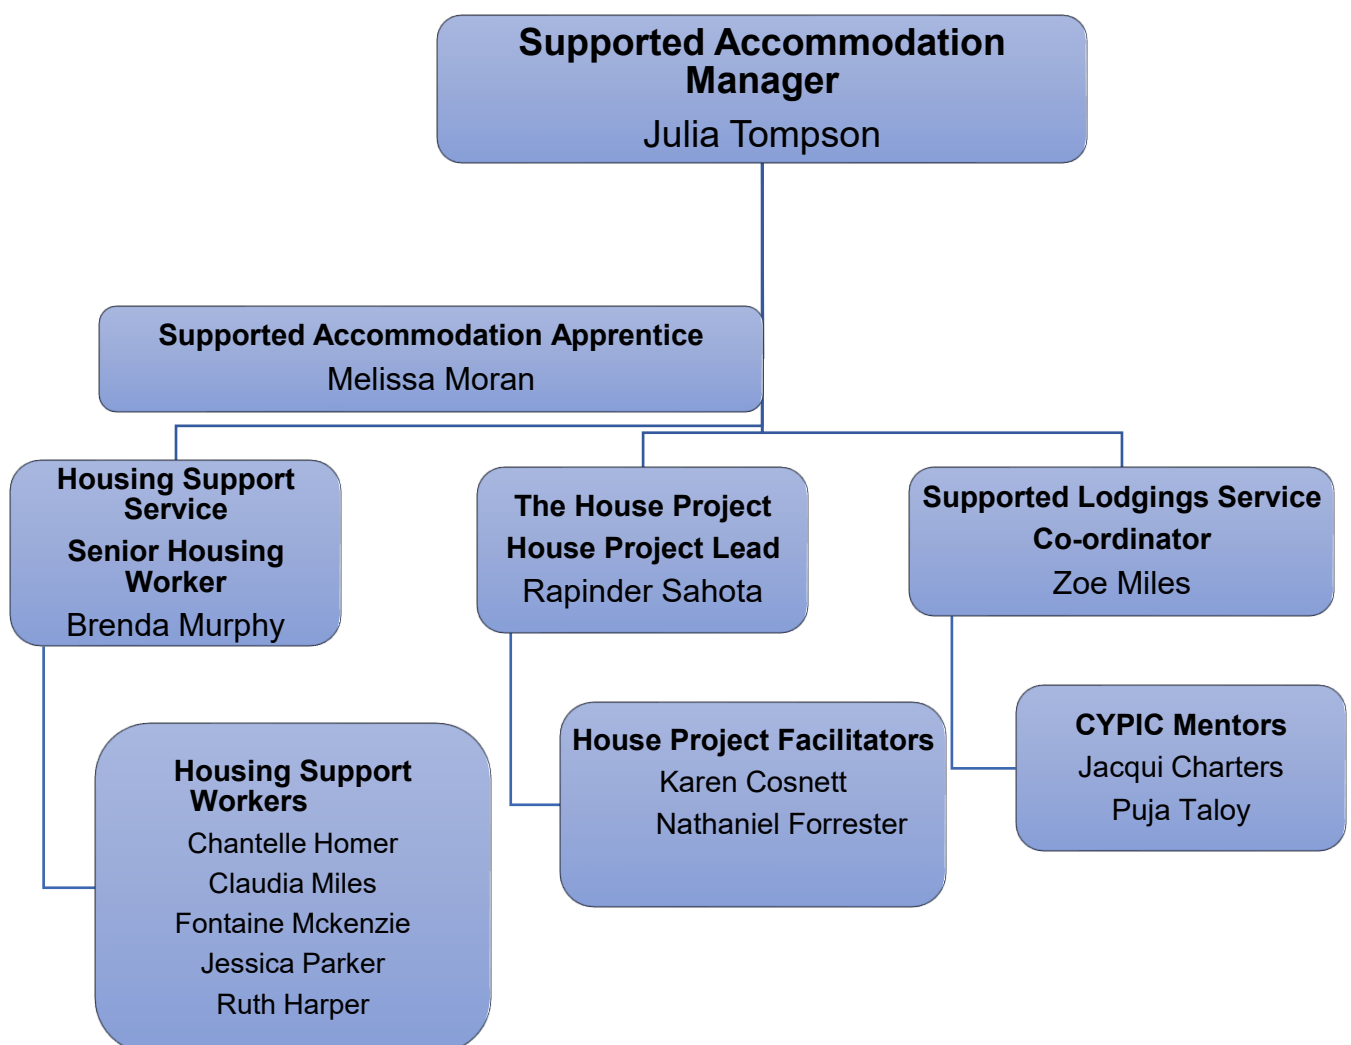 Supported Accommodation
Manager
Julia Tompson
Supported Accommodation Apprentice
Melissa Moran
Housing Support
Service
Senior Housing
Worker
Brenda Murphy
The House Project
House Project Lead
Rapinder Sahota
Supported Lodgings Service
Co-ordinator
Zoe Miles
Housing Support
Workers
Chantelle Homer
Claudia Miles
Fontaine Mckenzie
Jessica Parker
Ruth Harper
House Project Facilitators
Karen Cosnett
Nathaniel Forrester
CYPIC Mentors
Jacqui Charters
Puja Taloy